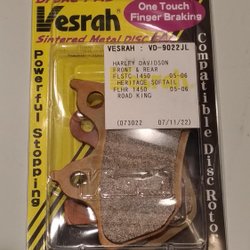 Vesrah
One Touch
Finger Braking
Sintered Metal DISC
Powerful Stopping
Compatible Disc Rotor
VESRAH : VD-9022JL
HARLEY DAVIDSON
FRONT & REAR
FLSTC 1450 05-06
HERITAGE SOFTAIL
FLHR 1450 05-06
ROAD KING
(073022 07/11/22)